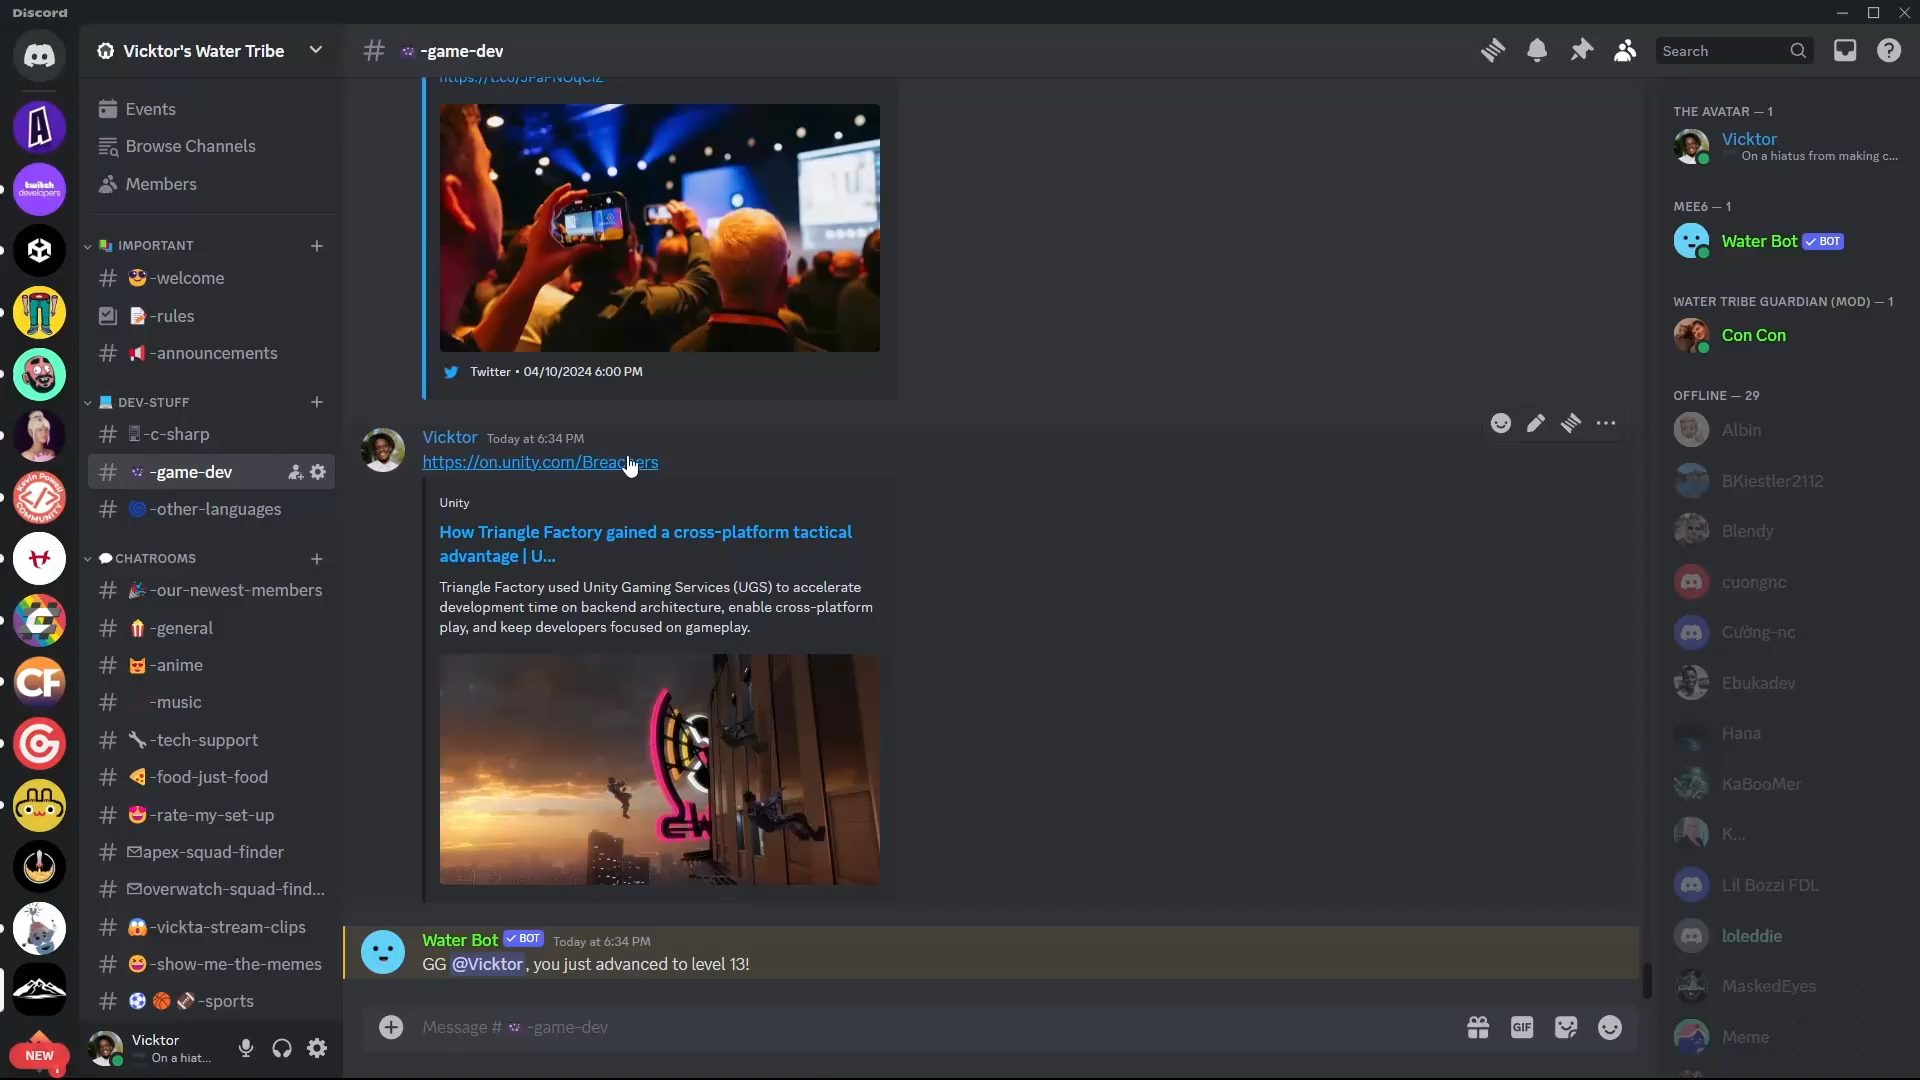 Discord
Vicktor's Water Tribe
-game-dev
Search
Events
Browse Channels
Members
IMPORTANT
-welcome
-rules
-announcements
DEV-STUFF
-c-sharp
-game-dev
-other-languages
CHATROOMS
-our-newest-members
-general
-anime
-music
-tech-support
-food-just-food
-rate-my-set-up
apex-squad-finder
overwatch-squad-find...
-vickta-stream-clips
-show-me-the-memes
-sports
twitch
developers
Kevin Powell
COMMUNITY
CF
NEW
Vicktor
On a hiat...
Twitter • 04/10/2024 6:00 PM
Vicktor Today at 6:34 PM
https://on.unity.com/Breachers
Unity
How Triangle Factory gained a cross-platform tactical
advantage | U...
Triangle Factory used Unity Gaming Services (UGS) to accelerate
development time on backend architecture, enable cross-platform
play, and keep developers focused on gameplay.
Water Bot BOT Today at 6:34 PM
GG @Vicktor, you just advanced to level 13!
Message # -game-dev
GIF
THE AVATAR — 1
Vicktor
On a hiatus from making c...
MEE6 — 1
Water Bot BOT
WATER TRIBE GUARDIAN (MOD) — 1
Con Con
OFFLINE — 29
Albin
BKiestler2112
Blendy
cuongnc
Cường-nc
Ebukadev
Hana
KaBooMer
K...
Lil Bozzi FDL
loleddie
MaskedEyes
Meme